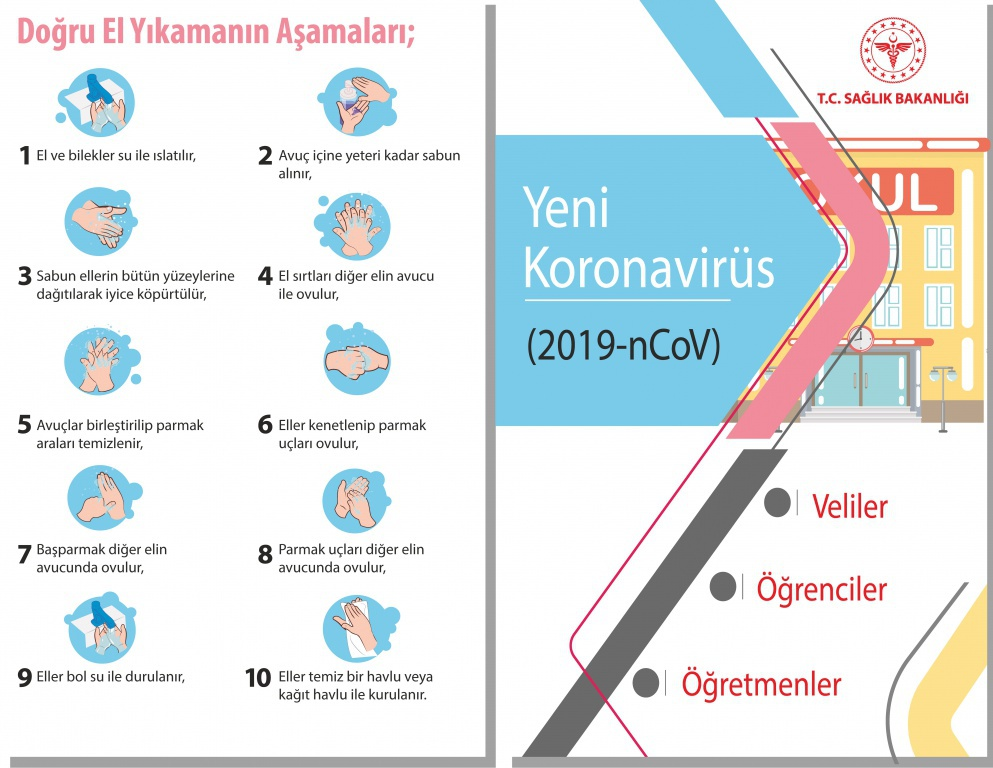 Doğru El Yıkamanın Aşamaları;
1 El ve bilekler su ile ıslatılır,
2 Avuç içine yeteri kadar sabun
alınır,
3 Sabun ellerin bütün yüzeylerine
dağıtılarak iyice köpürtülür,
4 El sırtları diğer elin avucu
ile ovulur,
5 Avuçlar birleştirilip parmak
araları temizlenir,
6 Eller kenetlenip parmak
uçları ovulur,
7 Başparmak diğer elin
avucunda ovulur,
8 Parmak uçları diğer elin
avucunda ovulur,
9 Eller bol su ile durulanır,
10 Eller temiz bir havlu veya
kağıt havlu ile kurulanır.
T.C. SAĞLIK BAKANLIĞI
UL
Yeni
Koronavirüs
(2019-nCoV)
Veliler
Öğrenciler
Öğretmenler